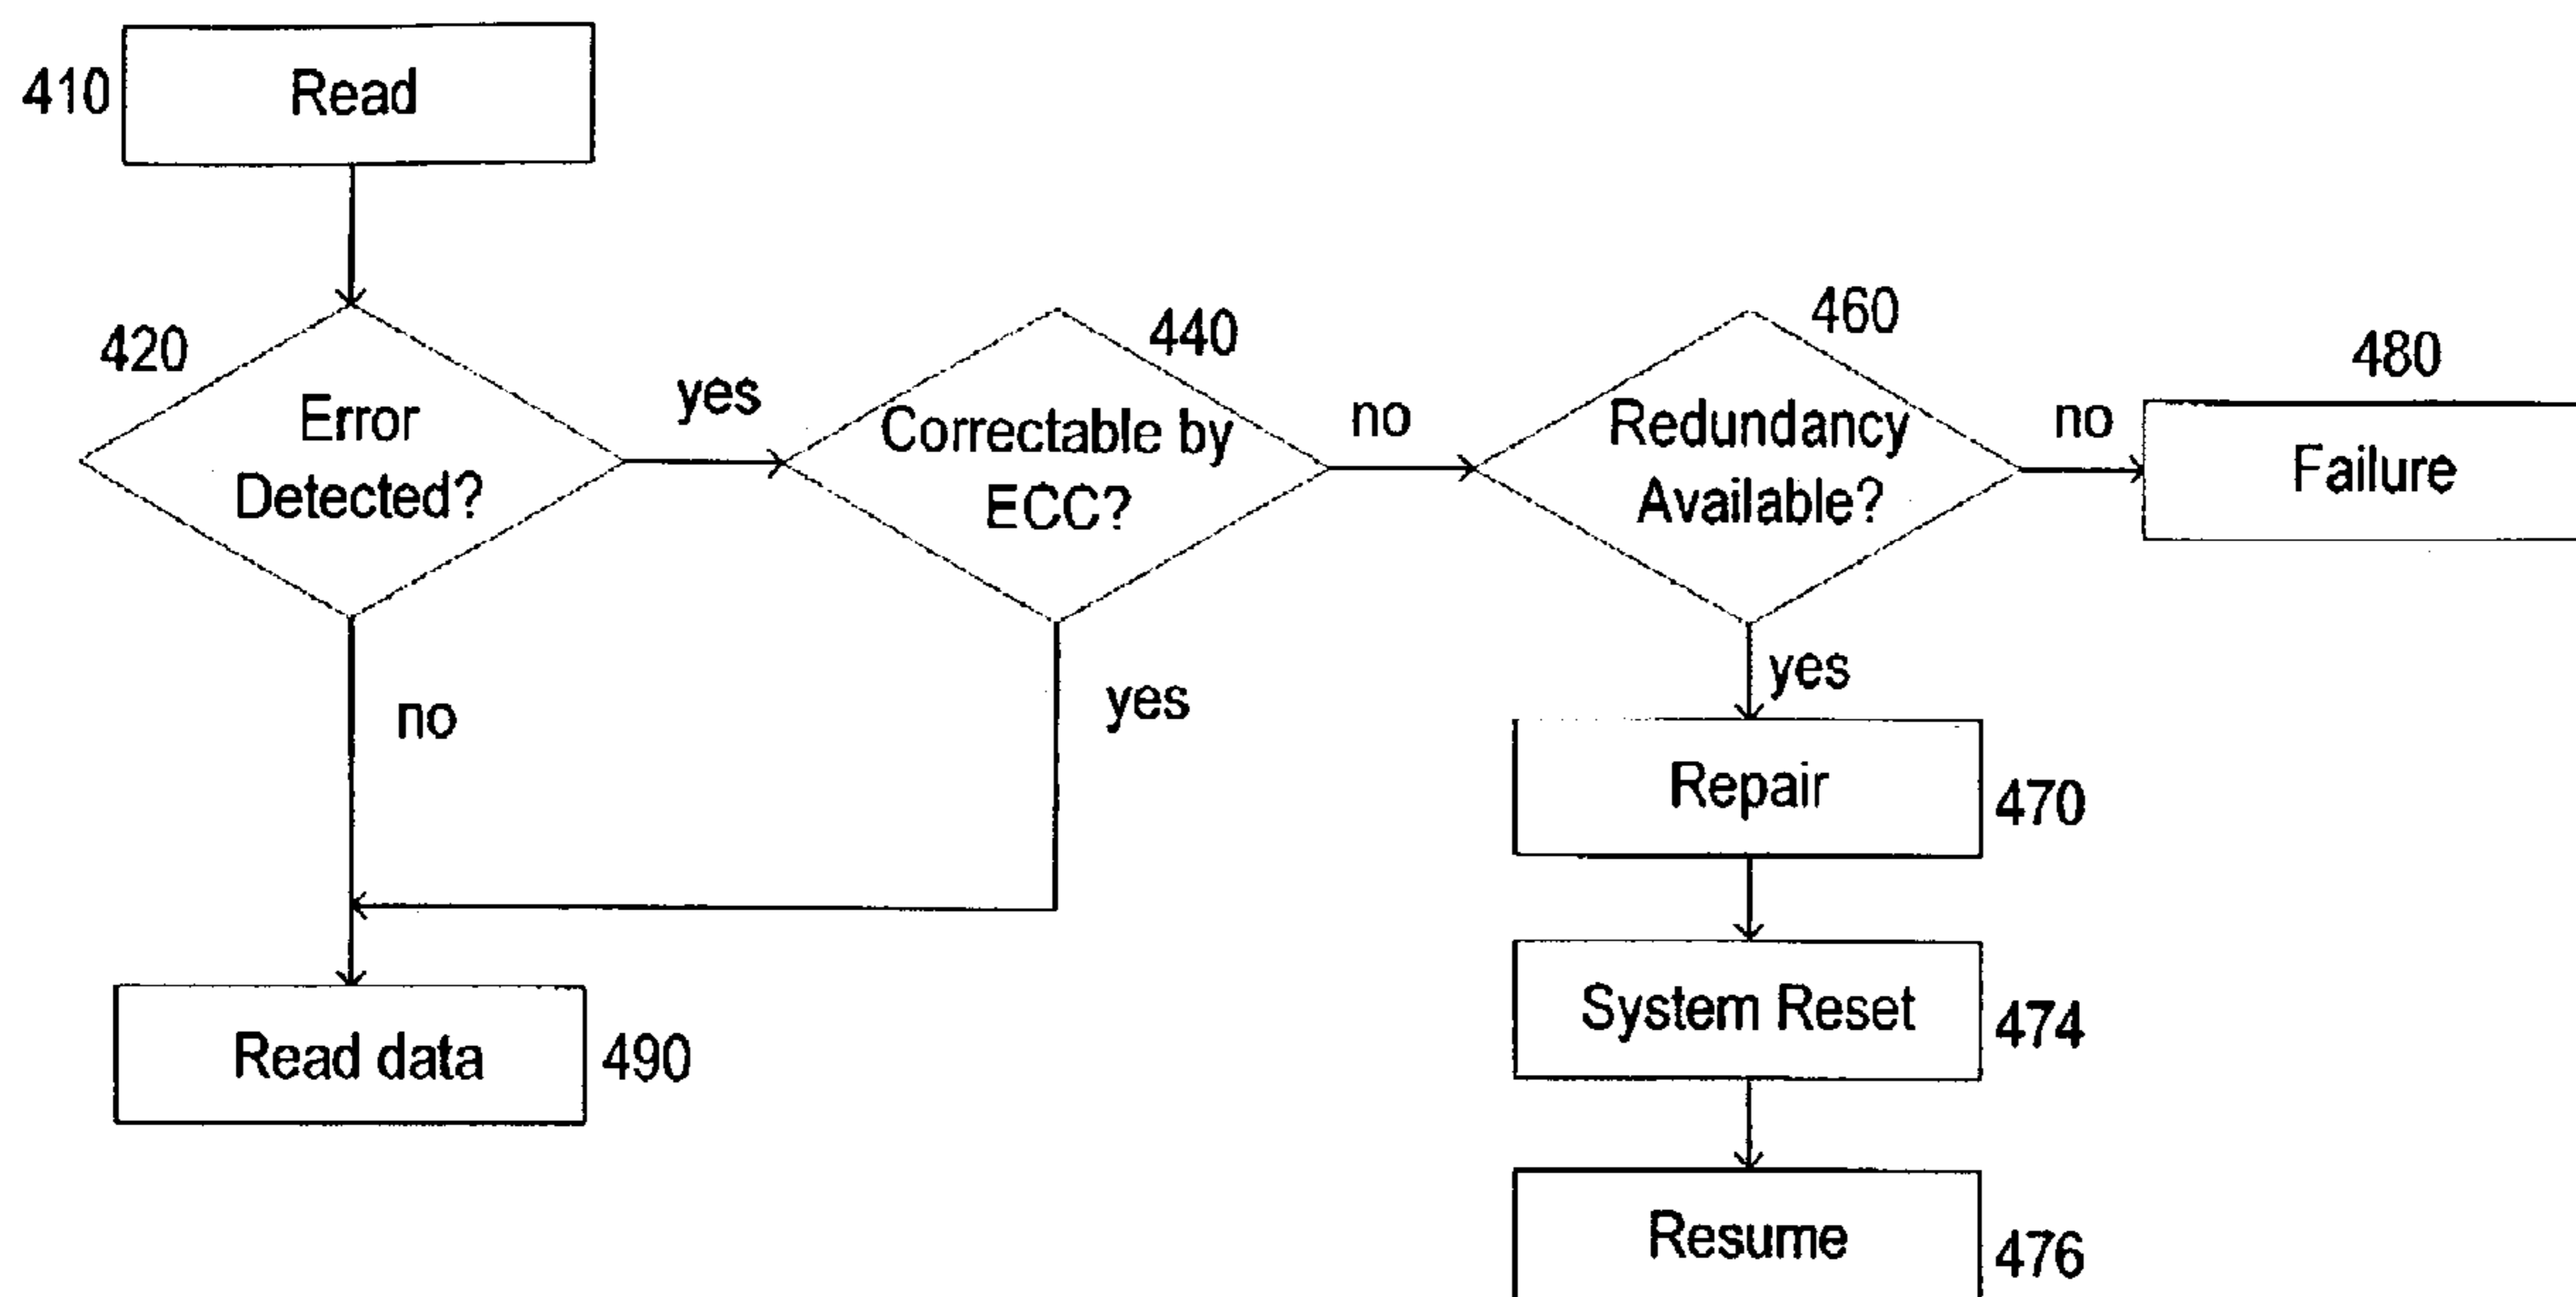 410
Read
420
Error
Detected?
yes
440
Correctable by
ECC?
no
460
Redundancy
Available?
no
480
Failure
no
yes
yes
Repair
470
System Reset
474
Read data
490
Resume
476